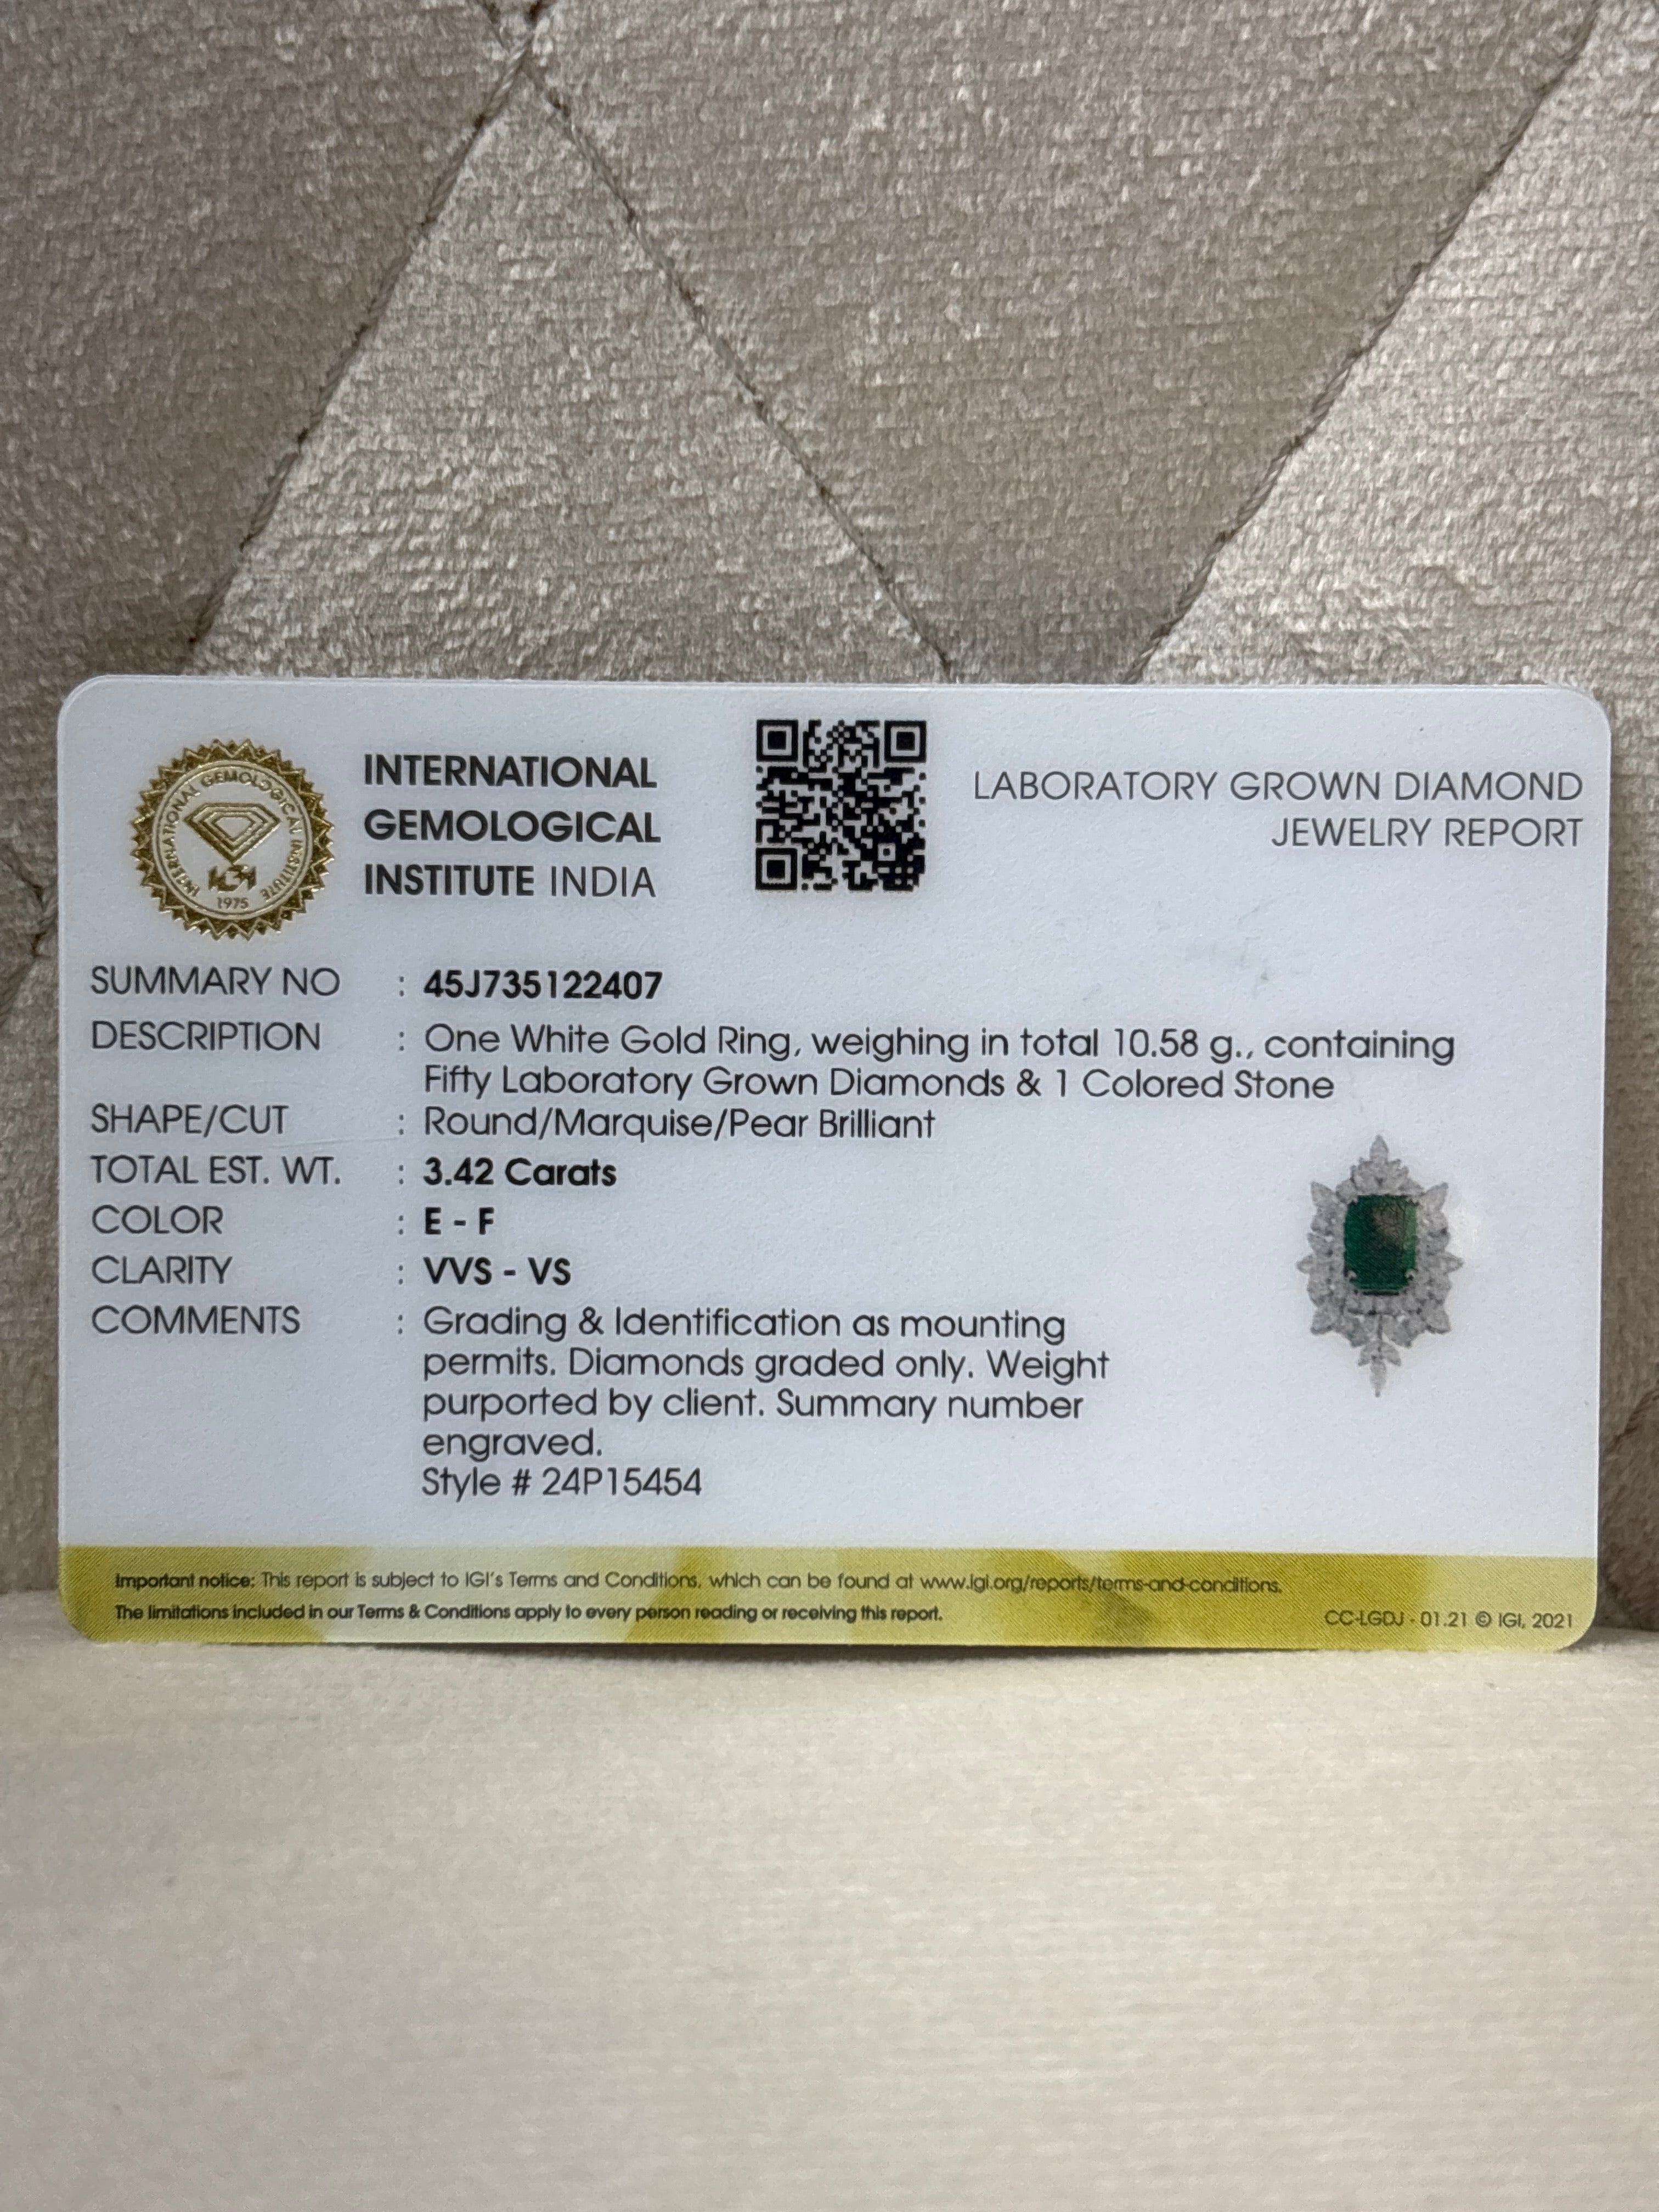 INTERNATIONAL GEMOLOGICAL INSTITUTE
IGI
1975
INTERNATIONAL
GEMOLOGICAL
INSTITUTE INDIA
LABORATORY GROWN DIAMOND
JEWELRY REPORT
SUMMARY NO : 45J735122407
DESCRIPTION : One White Gold Ring, weighing in total 10.58 g., containing
Fifty Laboratory Grown Diamonds & 1 Colored Stone
SHAPE/CUT : Round/Marquise/Pear Brilliant
TOTAL EST. WT. : 3.42 Carats
COLOR : E - F
CLARITY : VVS - VS
COMMENTS : Grading & Identification as mounting
permits. Diamonds graded only. Weight
purported by client. Summary number
engraved.
Style # 24P15454
Important notice: This report is subject to IGI's Terms and Conditions, which can be found at www.igi.org/reports/terms-and-conditions.
The limitations included in our Terms & Conditions apply to every person reading or receiving this report.
CC-LGDJ - 01.21 © IGI, 2021